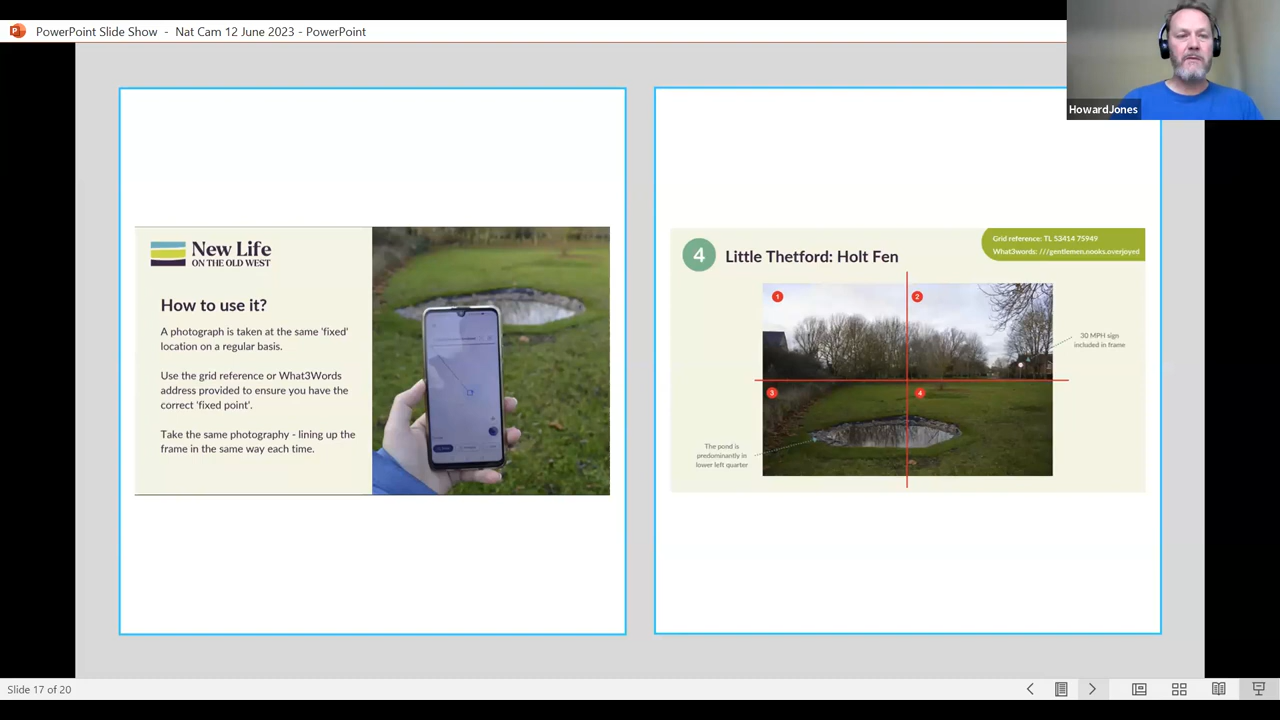 PowerPoint Slide Show - Nat Cam 12 June 2023 - PowerPoint
HowardJones
New Life
ON THE OLD WEST
How to use it?
A photograph is taken at the same 'fixed'
location on a regular basis.
Use the grid reference or What3Words
address provided to ensure you have the
correct 'fixed point'.
Take the same photography - lining up the
frame in the same way each time.
4
Little Thetford: Holt Fen
Grid reference: TL 53414 75949
What3words: ///gentlemen.nooks.overjoyed
1
2
30 MPH sign
included in frame
3
4
The pond is
predominantly in
lower left quarter
Slide 17 of 20